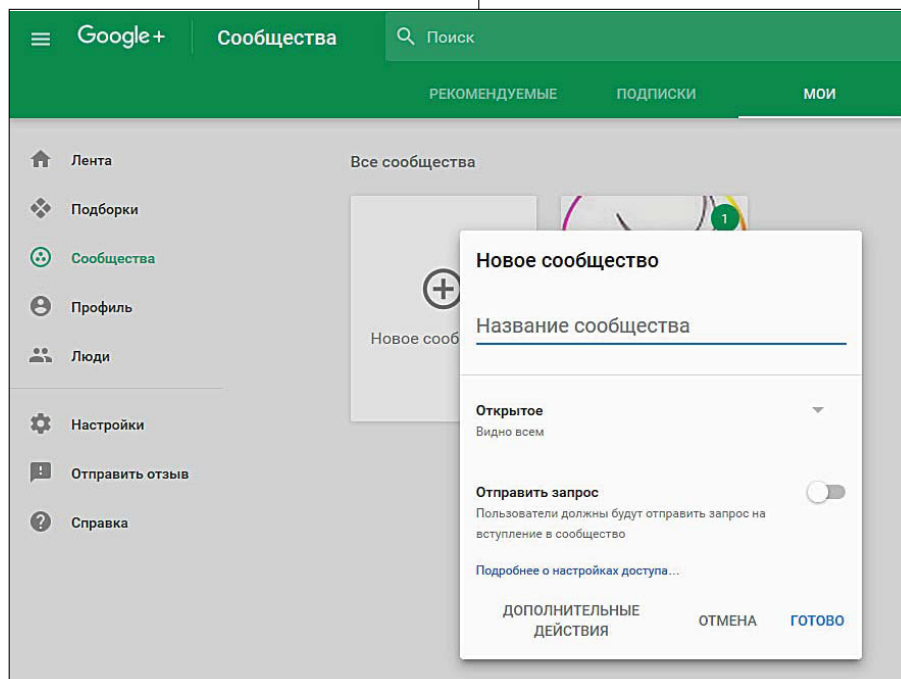 Google+ Сообщества Поиск
РЕКОМЕНДУЕМЫЕ ПОДПИСКИ МОИ
Лента
Подборки
Сообщества
Профиль
Люди
Настройки
Отправить отзыв
Справка
Все сообщества
Новое сооб
1
Новое сообщество
Название сообщества
Открытое
Видно всем
Отправить запрос
Пользователи должны будут отправить запрос на
вступление в сообщество
Подробнее о настройках доступа...
ДОПОЛНИТЕЛЬНЫЕ
ДЕЙСТВИЯ
ОТМЕНА
ГОТОВО